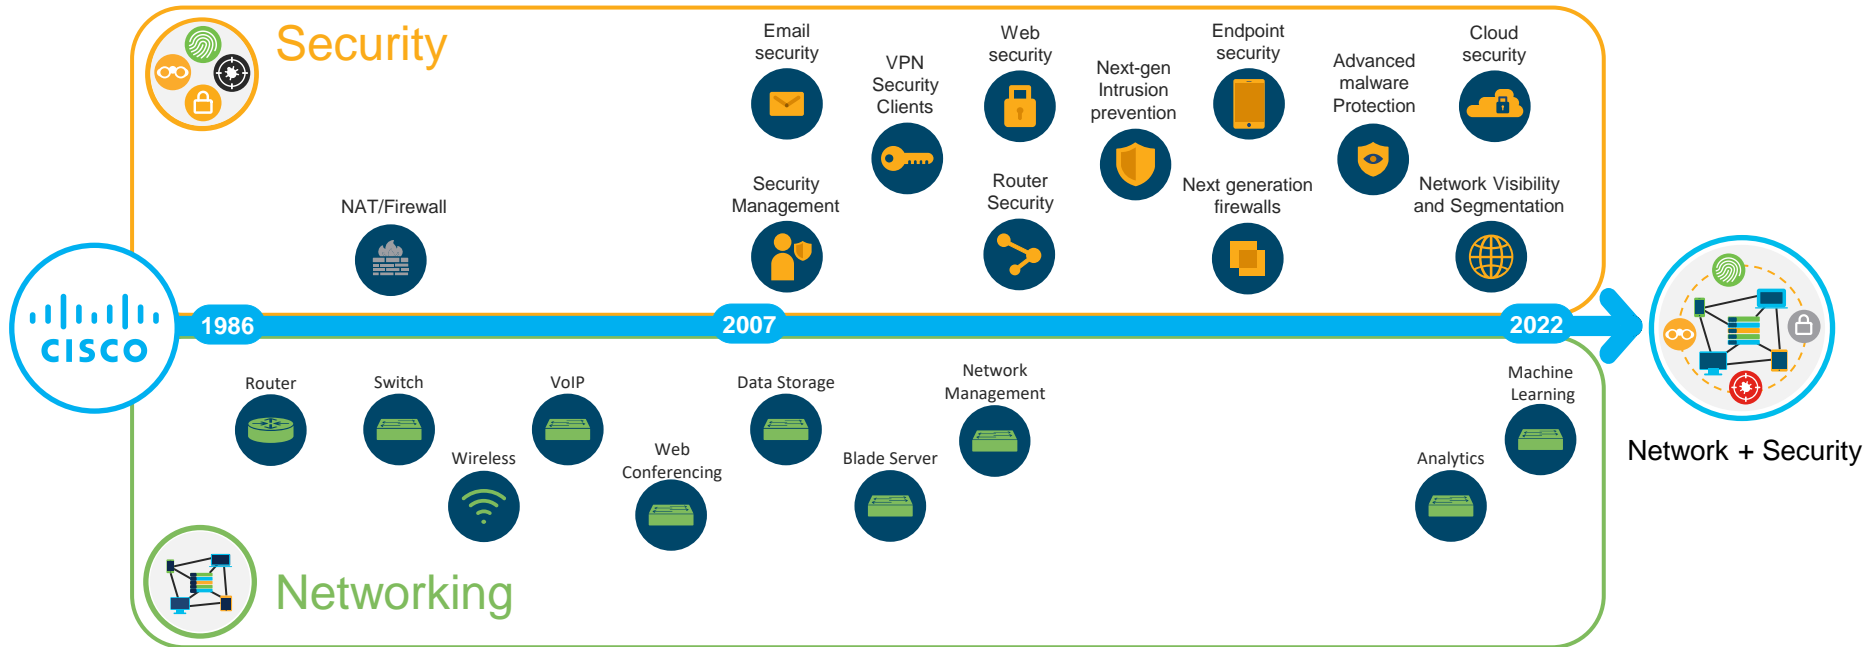 Security
Email
security
VPN
Security
Clients
Web
security
Next-gen
Intrusion
prevention
Endpoint
security
Advanced
malware
Protection
Cloud
security
NAT/Firewall
Security
Management
Router
Security
Next generation
firewalls
Network Visibility
and Segmentation
CISCO
1986
2007
2022
Router
Switch
Wireless
VoIP
Web
Conferencing
Data Storage
Blade Server
Network
Management
Analytics
Machine
Learning
Network + Security
Networking